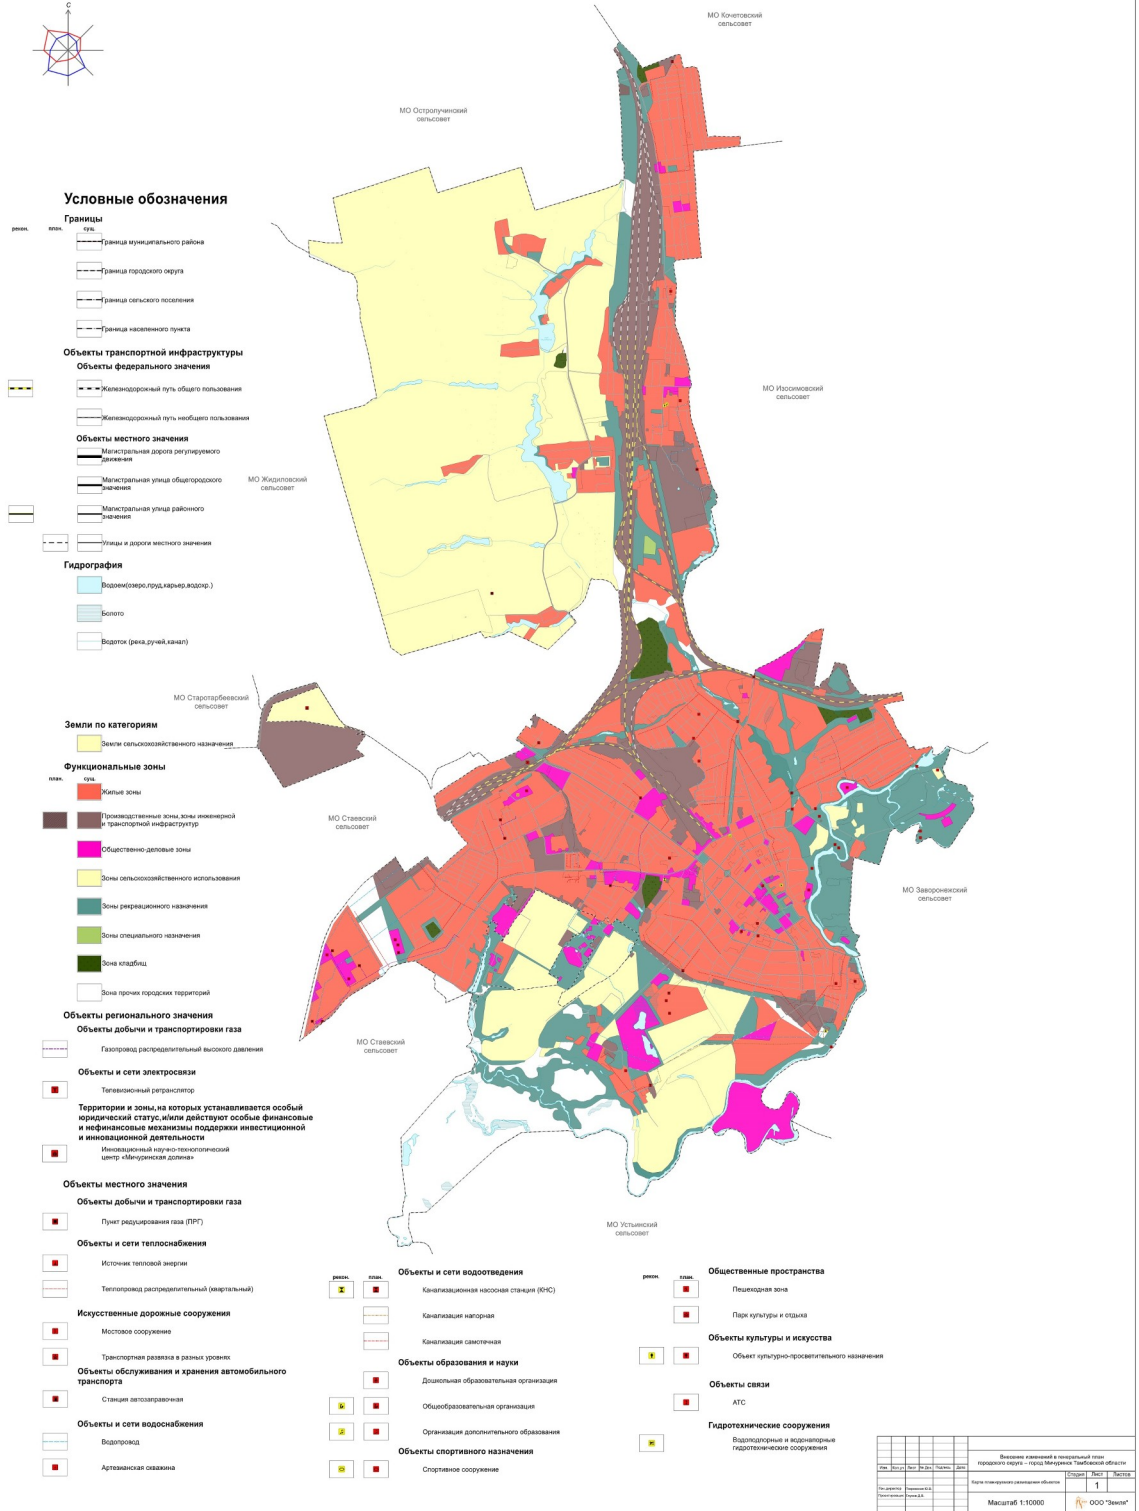 С
МО Кочетовский
сельсовет
МО Остролучинский
сельсовет
МО Изосимовский
сельсовет
МО Жидиловский
сельсовет
МО Старотарбеевский
сельсовет
МО Стаевский
сельсовет
МО Заворонежский
сельсовет
МО Стаевский
сельсовет
МО Устьинский
сельсовет
Условные обозначения
Границы
рекон. план. сущ.
Граница муниципального района
Граница городского округа
Граница сельского поселения
Граница населенного пункта
Объекты транспортной инфраструктуры
Объекты федерального значения
Железнодорожный путь общего пользования
Железнодорожный путь необщего пользования
Объекты местного значения
Магистральная дорога регулируемого
движения
Магистральная улица общегородского
значения
Магистральная улица районного
значения
Улицы и дороги местного значения
Гидрография
Водоем(озеро,пруд,карьер,водохр.)
Болото
Водоток (река,ручей,канал)
Земли по категориям
Земли сельскохозяйственного назначения
Функциональные зоны
план. сущ.
Жилые зоны
Производственные зоны,зоны инженерной
и транспортной инфраструктур
Общественно-деловые зоны
Зоны сельскохозяйственного использования
Зоны рекреационного назначения
Зоны специального назначения
Зона кладбищ
Зона прочих городских территорий
Объекты регионального значения
Объекты добычи и транспортировки газа
Газопровод распределительный высокого давления
Объекты и сети электросвязи
Телевизионный ретранслятор
Территории и зоны,на которых устанавливается особый
юридический статус,и/или действуют особые финансовые
и нефинансовые механизмы поддержки инвестиционной
и инновационной деятельности
Инновационный научно-технологический
центр «Мичуринская долина»
Объекты местного значения
Объекты добычи и транспортировки газа
Пункт редуцирования газа (ПРГ)
Объекты и сети теплоснабжения
Источник тепловой энергии
Теплопровод распределительный (квартальный)
Искусственные дорожные сооружения
Мостовое сооружение
Транспортная развязка в разных уровнях
Объекты обслуживания и хранения автомобильного
транспорта
Станция автозаправочная
Объекты и сети водоснабжения
Водопровод
Артезианская скважина
Объекты и сети водоотведения
рекон. план.
Канализационная насосная станция (КНС)
Канализация напорная
Канализация самотечная
Объекты образования и науки
Дошкольная образовательная организация
Общеобразовательная организация
Организация дополнительного образования
Объекты спортивного назначения
Спортивное сооружение
Общественные пространства
рекон. план.
Пешеходная зона
Парк культуры и отдыха
Объекты культуры и искусства
Объект культурно-просветительного назначения
Объекты связи
АТС
Гидротехнические сооружения
Водоподпорные и водонапорные
гидротехнические сооружения
Внесение изменений в генеральный план
городского округа – город Мичуринск Тамбовской области
Карта планируемого размещения объектов
Стадия Лист Листов
1
Масштаб 1:10000
ООО "Земля"